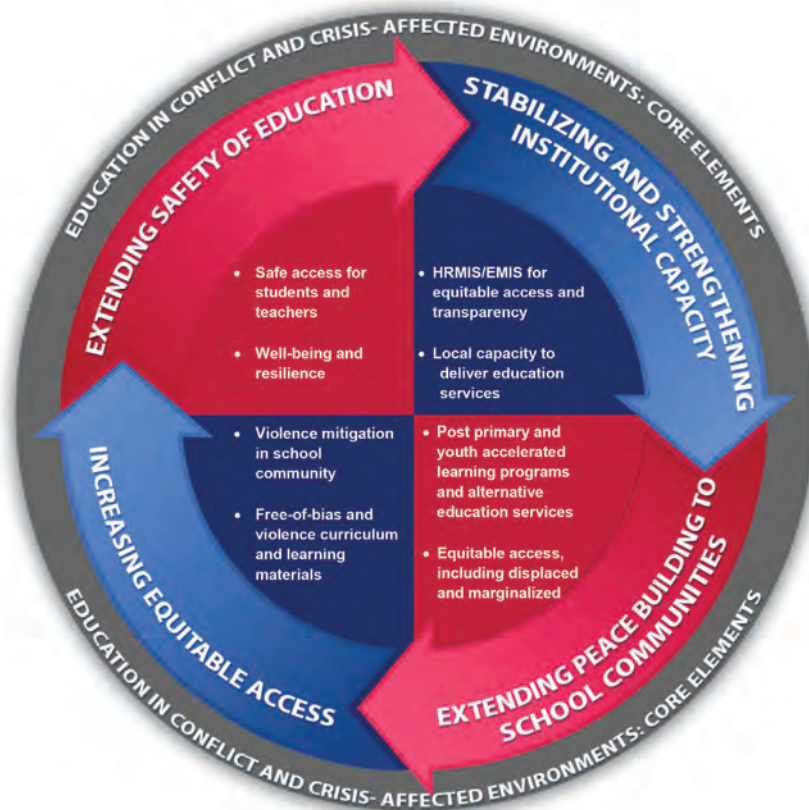 EDUCATION IN CONFLICT AND CRISIS- AFFECTED ENVIRONMENTS: CORE ELEMENTS
EXTENDING SAFETY OF EDUCATION
STABILIZING AND STRENGTHENING
INSTITUTIONAL CAPACITY
• Safe access for
students and
teachers
• Well-being and
resilience
• HRMIS/EMIS for
equitable access and
transparency
• Local capacity to
deliver education
services
• Violence mitigation
in school
community
• Free-of-bias and
violence curriculum
and learning
materials
• Post primary and
youth accelerated
learning programs
and alternative
education services
• Equitable access,
including displaced
and marginalized
INCREASING EQUITABLE ACCESS
EXTENDING PEACE BUILDING TO
SCHOOL COMMUNITIES
EDUCATION IN CONFLICT AND CRISIS- AFFECTED ENVIRONMENTS: CORE ELEMENTS